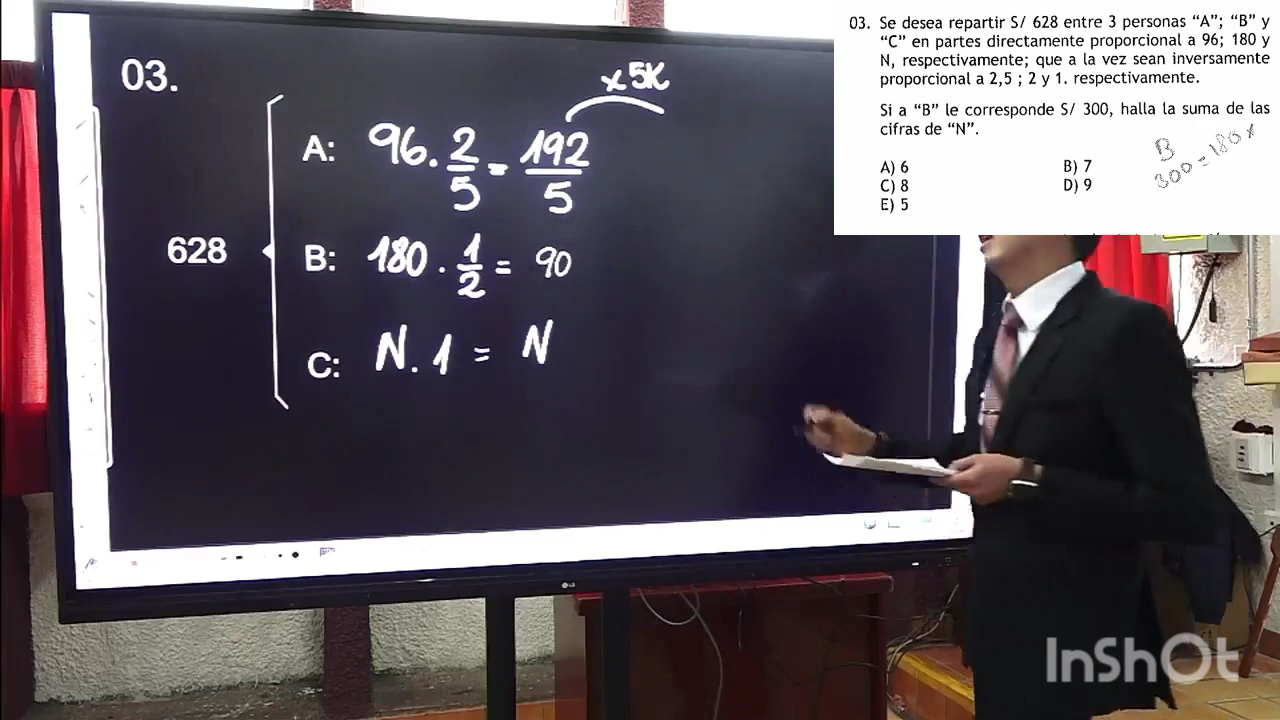 03. Se desea repartir S/ 628 entre 3 personas “A”; “B” y
“C” en partes directamente proporcional a 96; 180 y
N, respectivamente; que a la vez sean inversamente
proporcional a 2,5 ; 2 y 1. respectivamente.
Si a “B” le corresponde S/ 300, halla la suma de las
cifras de “N”.
A) 6 B) 7
C) 8 D) 9
E) 5
B
300 = 180 x
03.
x 5K
A: 96 . 2/5 = 192/5
628
B: 180 . 1/2 = 90
C: N . 1 = N
LG
InShOt